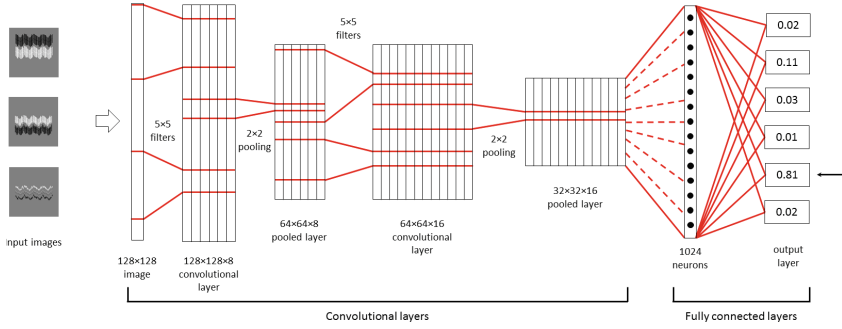 5×5
filters
0.02
0.11
5×5
filters
2×2
pooling
2×2
pooling
0.03
0.01
0.81
0.02
64×64×8
pooled layer
64×64×16
convolutional
layer
32×32×16
pooled layer
nput images
128×128
image
128×128×8
convolutional
layer
1024
neurons
output
layer
Convolutional layers
Fully connected layers